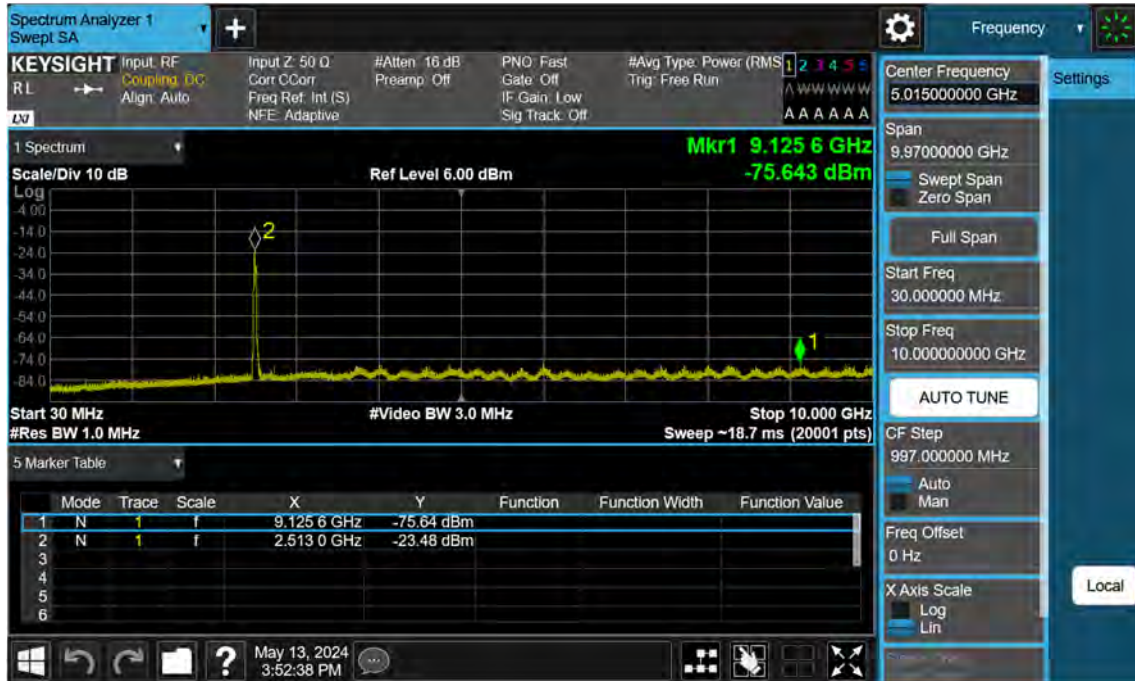 Spectrum Analyzer 1
Swept SA
Frequency
KEYSIGHT
RL
LXI
Input: RF
Coupling: DC
Align: Auto
Input Z: 50 Ω
Corr CCorr
Freq Ref: Int (S)
NFE: Adaptive
#Atten: 16 dB
Preamp: Off
PNO: Fast
Gate: Off
IF Gain: Low
Sig Track: Off
#Avg Type: Power (RMS
Trig: Free Run
1 2 3 4 5 6
A W W W W W
A A A A A A
1 Spectrum
Scale/Div 10 dB
Ref Level 6.00 dBm
Mkr1 9.125 6 GHz
-75.643 dBm
Log
-4.00
-14.0
-24.0
-34.0
-44.0
-54.0
-64.0
-74.0
-84.0
2
1
Start 30 MHz
#Video BW 3.0 MHz
Stop 10.000 GHz
#Res BW 1.0 MHz
Sweep ~18.7 ms (20001 pts)
5 Marker Table
Mode Trace Scale X Y Function Function Width Function Value
1 N 1 f 9.125 6 GHz -75.64 dBm
2 N 1 f 2.513 0 GHz -23.48 dBm
3
4
5
6
May 13, 2024
3:52:38 PM
Center Frequency
5.015000000 GHz
Settings
Span
9.97000000 GHz
Swept Span
Zero Span
Full Span
Start Freq
30.000000 MHz
Stop Freq
10.000000000 GHz
AUTO TUNE
CF Step
997.000000 MHz
Auto
Man
Freq Offset
0 Hz
X Axis Scale
Log
Lin
Local